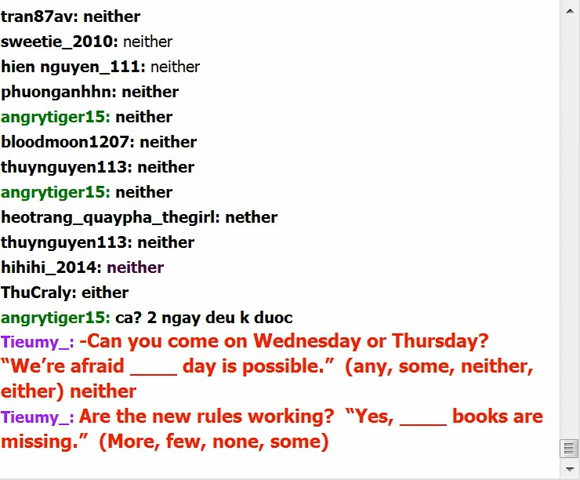 tran87av: neither
sweetie_2010: neither
hien nguyen_111: neither
phuonganhhn: neither
angrytiger15: neither
bloodmoon1207: neither
thuynguyen113: neither
angrytiger15: neither
heotrang_quaypha_thegirl: nether
thuynguyen113: neither
hihihi_2014: neither
ThuCraly: either
angrytiger15: ca? 2 ngay deu k duoc
Tieumy_: -Can you come on Wednesday or Thursday?
“We’re afraid ____ day is possible.” (any, some, neither,
either) neither
Tieumy_: Are the new rules working? “Yes, ____ books are
missing.” (More, few, none, some)